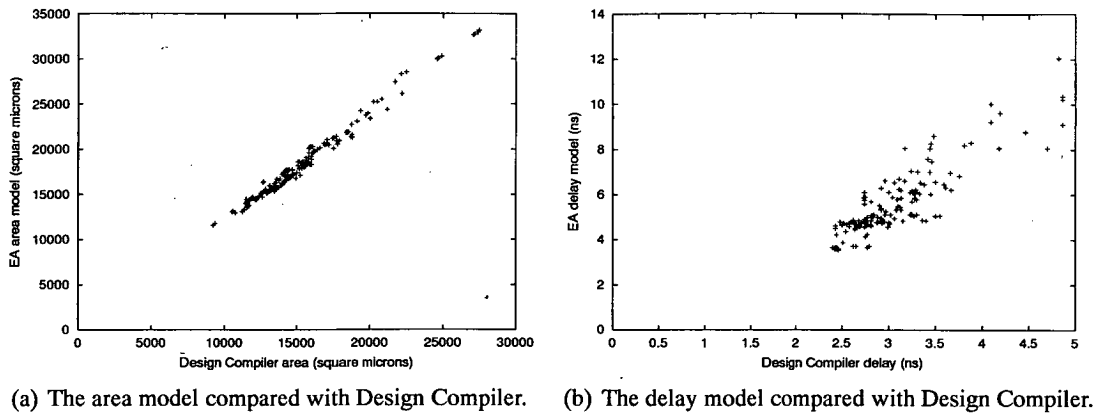 35000
30000
25000
20000
15000
10000
5000
0
EA area model (square microns)
0 5000 10000 15000 20000 25000 30000
Design Compiler area (square microns)
(a) The area model compared with Design Compiler.
14
12
10
8
6
4
2
0
EA delay model (ns)
0 0.5 1 1.5 2 2.5 3 3.5 4 4.5 5
Design Compiler delay (ns)
(b) The delay model compared with Design Compiler.